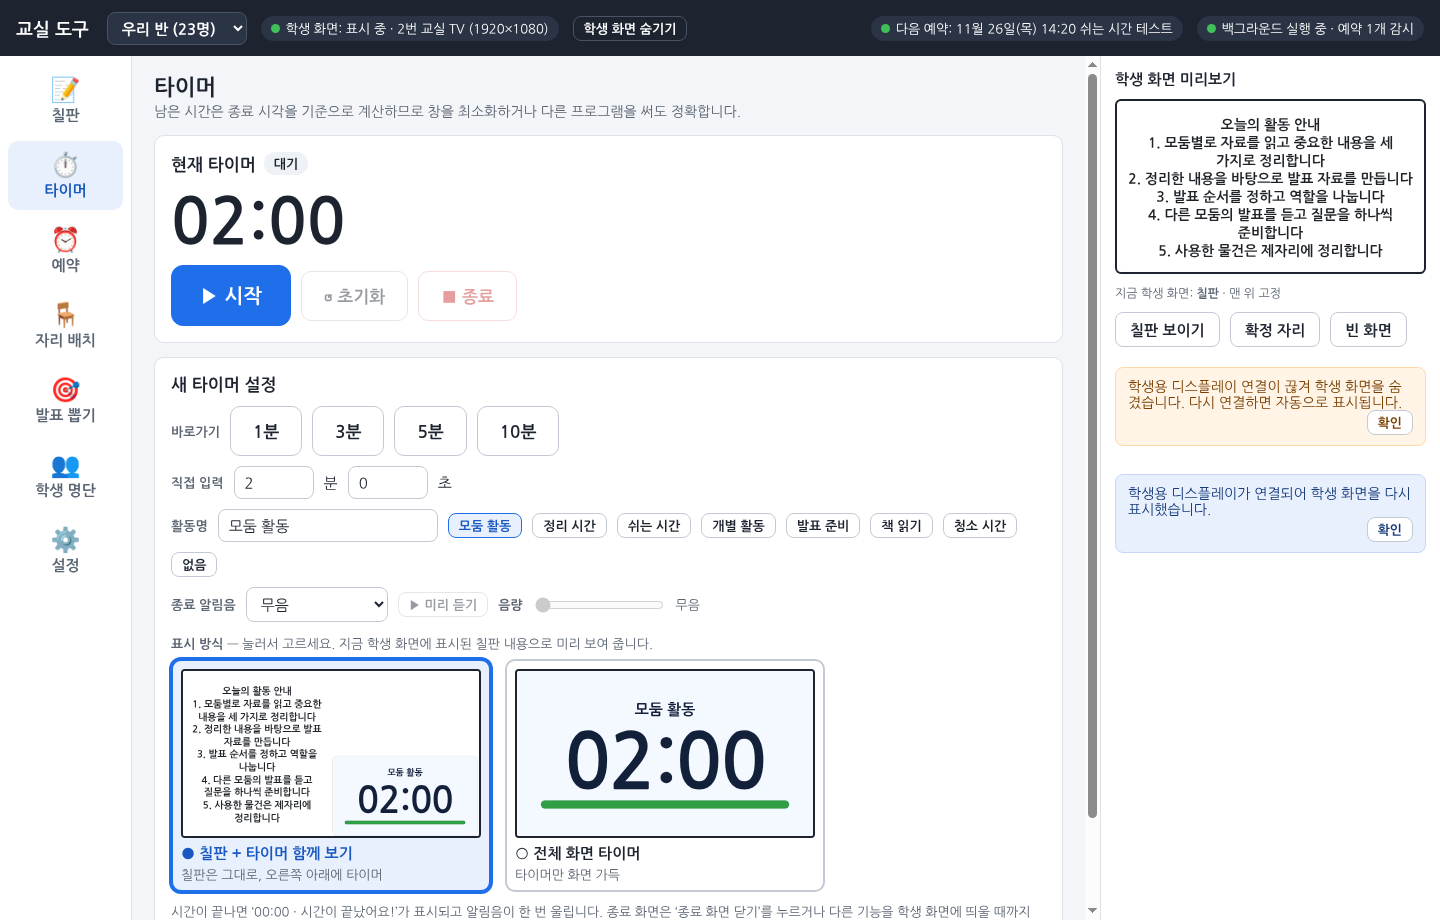 교실 도구
우리 반 (23명)
학생 화면: 표시 중 · 2번 교실 TV (1920×1080)
학생 화면 숨기기
다음 예약: 11월 26일(목) 14:20 쉬는 시간 테스트
백그라운드 실행 중 · 예약 1개 감시
칠판
타이머
예약
자리 배치
발표 뽑기
학생 명단
설정
타이머
남은 시간은 종료 시각을 기준으로 계산하므로 창을 최소화하거나 다른 프로그램을 써도 정확합니다.
현재 타이머 대기
02:00
▶ 시작
초기화
■ 종료
새 타이머 설정
바로가기 1분 3분 5분 10분
직접 입력 2 분 0 초
활동명 모둠 활동 모둠 활동 정리 시간 쉬는 시간 개별 활동 발표 준비 책 읽기 청소 시간
없음
종료 알림음 무음 ▶ 미리 듣기 음량 무음
표시 방식 — 눌러서 고르세요. 지금 학생 화면에 표시된 칠판 내용으로 미리 보여 줍니다.
오늘의 활동 안내
1. 모둠별로 자료를 읽고 중요한
내용을 세 가지로 정리합니다
2. 정리한 내용을 바탕으로 발표
자료를 만듭니다
3. 발표 순서를 정하고 역할을
나눕니다
4. 다른 모둠의 발표를 듣고
질문을 하나씩 준비합니다
5. 사용한 물건은 제자리에
정리합니다
모둠 활동
02:00
● 칠판 + 타이머 함께 보기
칠판은 그대로, 오른쪽 아래에 타이머
모둠 활동
02:00
○ 전체 화면 타이머
타이머만 화면 가득
시간이 끝나면 '00:00 · 시간이 끝났어요!'가 표시되고 알림음이 한 번 울립니다. 종료 화면은 '종료 화면 닫기'를 누르거나 다른 기능을 학생 화면에 띄울 때까지
학생 화면 미리보기
오늘의 활동 안내
1. 모둠별로 자료를 읽고 중요한 내용을 세
가지로 정리합니다
2. 정리한 내용을 바탕으로 발표 자료를 만듭니다
3. 발표 순서를 정하고 역할을 나눕니다
4. 다른 모둠의 발표를 듣고 질문을 하나씩
준비합니다
5. 사용한 물건은 제자리에 정리합니다
지금 학생 화면: 칠판 · 맨 위 고정
칠판 보이기
확정 자리
빈 화면
학생용 디스플레이 연결이 끊겨 학생 화면을 숨
겼습니다. 다시 연결하면 자동으로 표시됩니다.
확인
학생용 디스플레이가 연결되어 학생 화면을 다시
표시했습니다.
확인